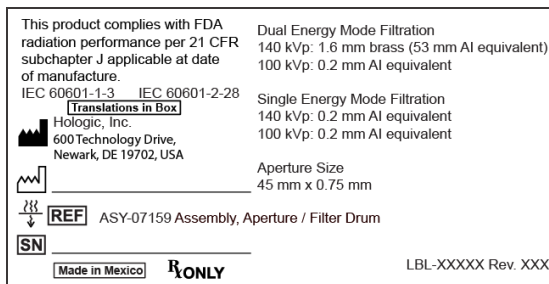 This product complies with FDA
radiation performance per 21 CFR
subchapter J applicable at date
of manufacture.
IEC 60601-1-3 IEC 60601-2-28
Translations in Box
Hologic, Inc.
600 Technology Drive,
Newark, DE 19702, USA
REF ASY-07159 Assembly, Aperture / Filter Drum
SN
Made in Mexico RxONLY
Dual Energy Mode Filtration
140 kVp: 1.6 mm brass (53 mm Al equivalent)
100 kVp: 0.2 mm Al equivalent
Single Energy Mode Filtration
140 kVp: 0.2 mm Al equivalent
100 kVp: 0.2 mm Al equivalent
Aperture Size
45 mm x 0.75 mm
LBL-XXXXX Rev. XXX